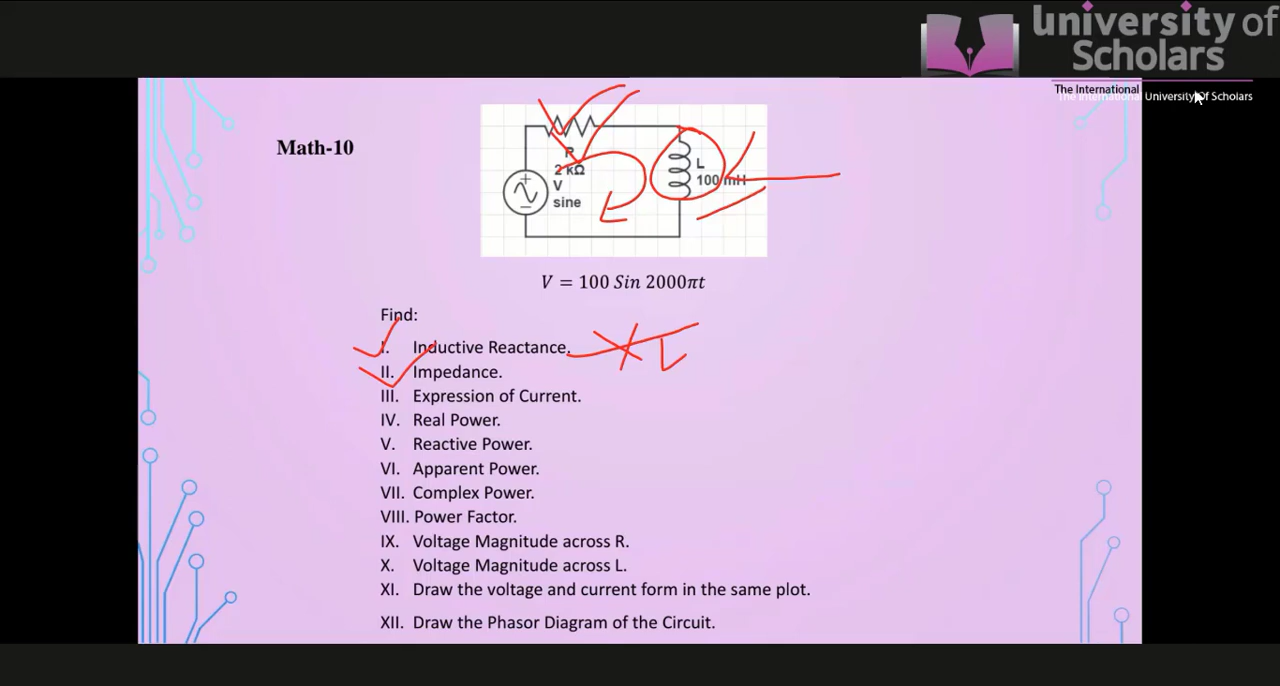 university of
Scholars
The International
The International University Of Scholars
Math-10
R
2 kΩ
V
sine
L
100 mH
V = 100 Sin 2000πt
Find:
I. Inductive Reactance.
II. Impedance.
III. Expression of Current.
IV. Real Power.
V. Reactive Power.
VI. Apparent Power.
VII. Complex Power.
VIII. Power Factor.
IX. Voltage Magnitude across R.
X. Voltage Magnitude across L.
XI. Draw the voltage and current form in the same plot.
XII. Draw the Phasor Diagram of the Circuit.